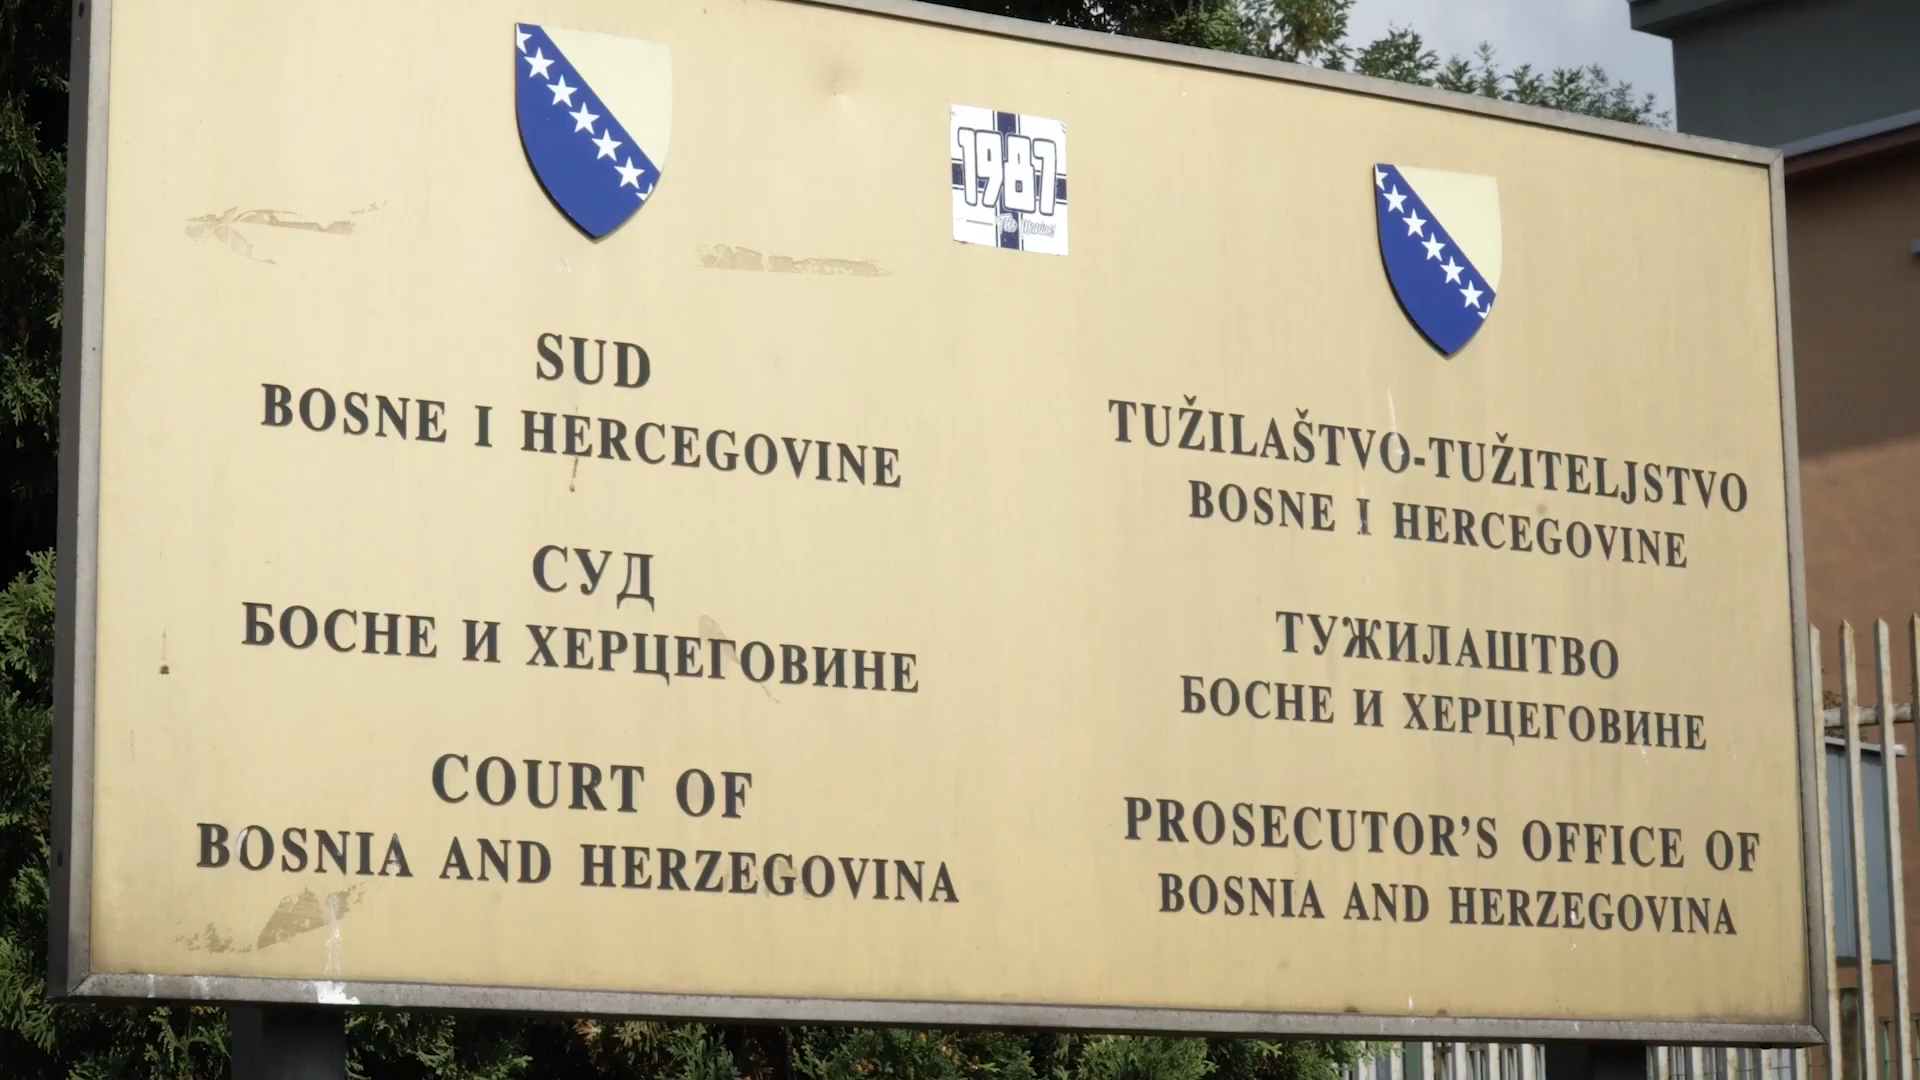 1987
SUD
BOSNE I HERCEGOVINE
СУД
БОСНЕ И ХЕРЦЕГОВИНЕ
COURT OF
BOSNIA AND HERZEGOVINA
TUŽILAŠTVO-TUŽITELJSTVO
BOSNE I HERCEGOVINE
ТУЖИЛАШТВО
БОСНЕ И ХЕРЦЕГОВИНЕ
PROSECUTOR'S OFFICE OF
BOSNIA AND HERZEGOVINA